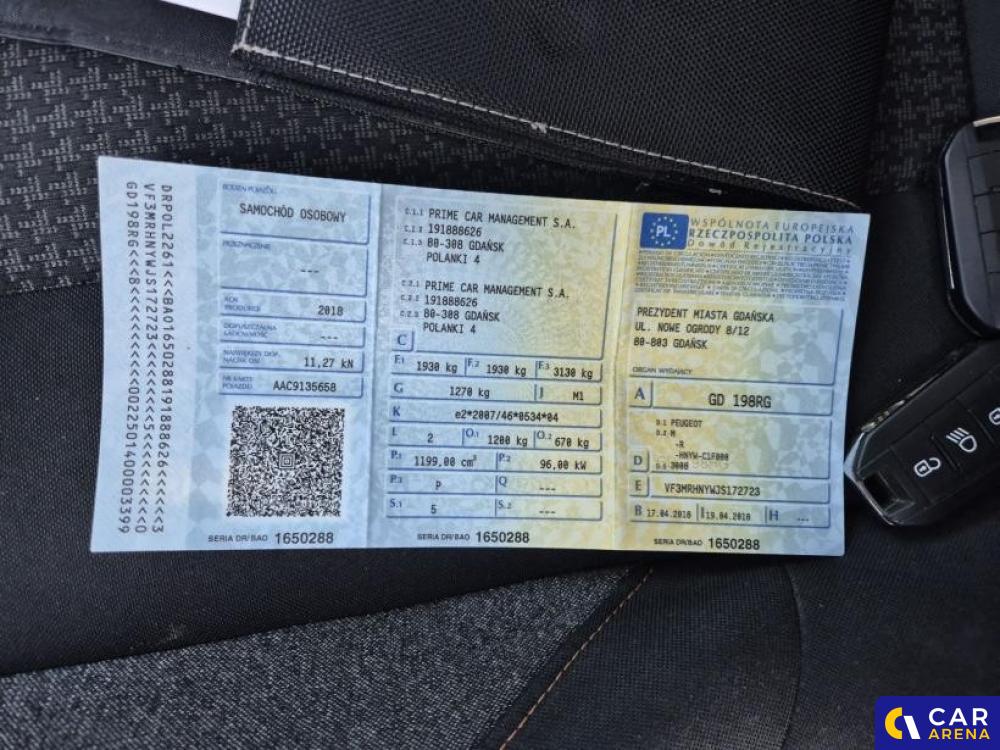 DRPOL2261<<<BA01650288191888626<<<<<3
VF3MRHNYWJS172723<<<<<<5<<<<<<<<<<<0
GD198RG<<<8<<<<<<<<0002250140000003399
RODZAJ POJAZDU
SAMOCHÓD OSOBOWY
PRZEZNACZENIE
---
ROK PRODUKCJI 2018
DOPUSZCZALNA ŁADOWNOŚĆ ---
NAJWIĘKSZY DOP. NACISK OSI 11,27 kN
NR KARTY POJAZDU AAC9135658
SERIA DR/BAO 1650288
C.1.1 PRIME CAR MANAGEMENT S.A.
C.1.2 191888626
C.1.3 80-308 GDAŃSK
POLANKI 4
C.2.1 PRIME CAR MANAGEMENT S.A.
C.2.2 191888626
C.2.3 80-308 GDAŃSK
POLANKI 4
C
F.1 1930 kg F.2 1930 kg F.3 3130 kg
G 1270 kg J M1
K e2*2007/46*0534*04
L 2 O.1 1200 kg O.2 670 kg
P.1 1199,00 cm³ P.2 96,00 kW
P.3 P Q ---
S.1 5 S.2 ---
SERIA DR/BAO 1650288
PL
WSPÓLNOTA EUROPEJSKA
RZECZPOSPOLITA POLSKA
Dowód Rejestracyjny
PREZYDENT MIASTA GDAŃSKA
UL. NOWE OGRODY 8/12
80-803 GDAŃSK
ORGAN WYDAJĄCY
A GD 198RG
D.1 PEUGEOT
D.2 M
-R
-HNYW-C1F000
D D.3 3008
E VF3MRHNYWJS172723
B 17.04.2018 I 19.04.2018 H ---
SERIA DR/BAO 1650288
CAR
ARENA